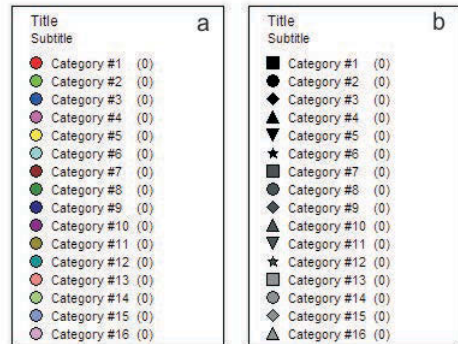 Title
a
Subtitle
Category #1 (0)
Category #2 (0)
Category #3 (0)
Category #4 (0)
Category #5 (0)
Category #6 (0)
Category #7 (0)
Category #8 (0)
Category #9 (0)
Category #10 (0)
Category #11 (0)
Category #12 (0)
Category #13 (0)
Category #14 (0)
Category #15 (0)
Category #16 (0)
Title
b
Subtitle
Category #1 (0)
Category #2 (0)
Category #3 (0)
Category #4 (0)
Category #5 (0)
Category #6 (0)
Category #7 (0)
Category #8 (0)
Category #9 (0)
Category #10 (0)
Category #11 (0)
Category #12 (0)
Category #13 (0)
Category #14 (0)
Category #15 (0)
Category #16 (0)